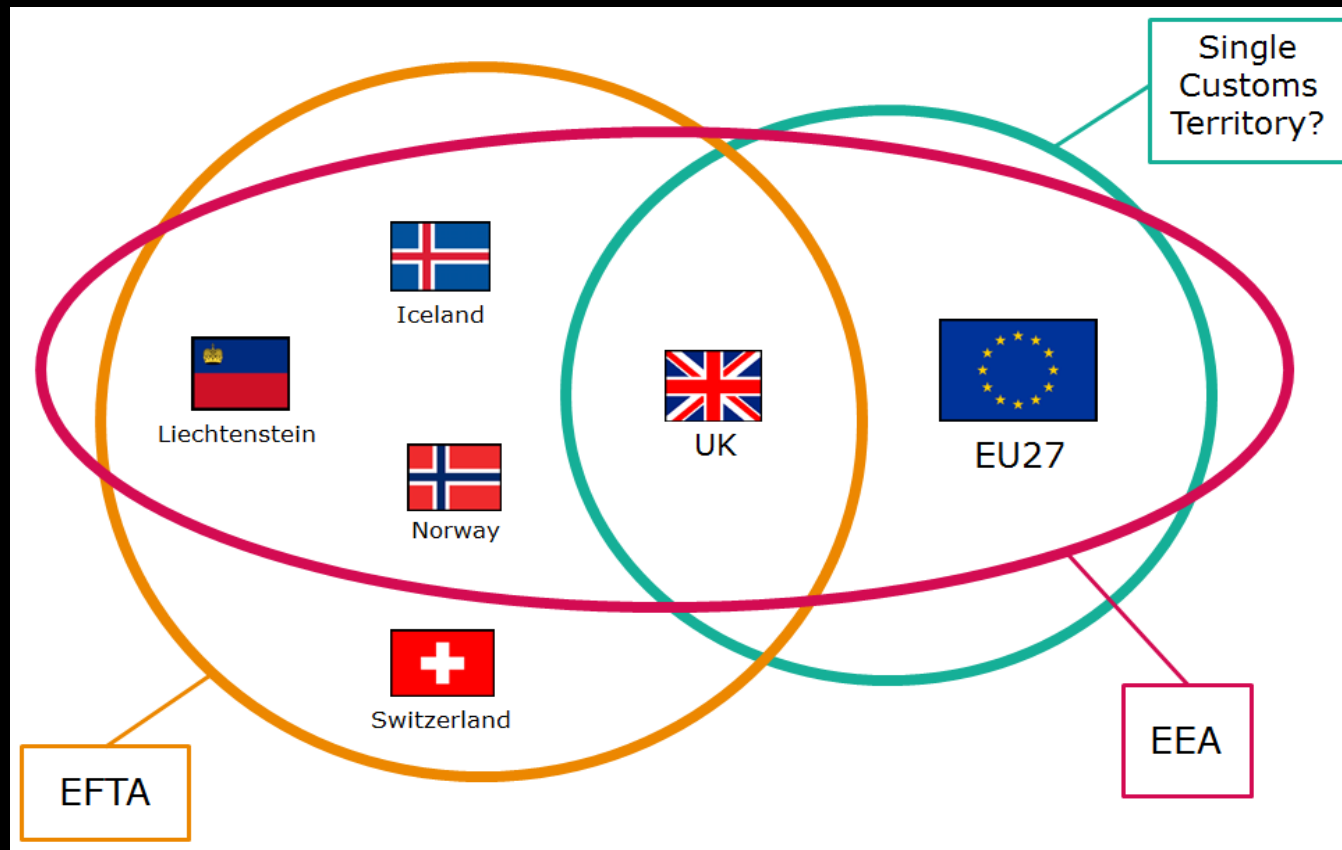 Single
Customs
Territory?
Iceland
Liechtenstein
UK
EU27
Norway
Switzerland
EEA
EFTA